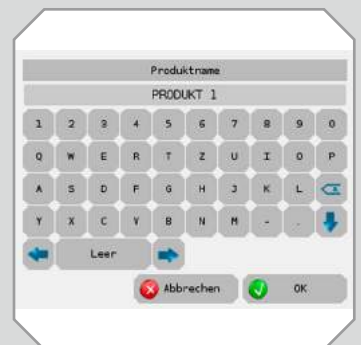 Produktname
PRODUKT 1
1 2 3 4 5 6 7 8 9 0
Q W E R T Z U I O P
A S D F G H J K L
Y X C V B N M - .
Leer
Abbrechen OK